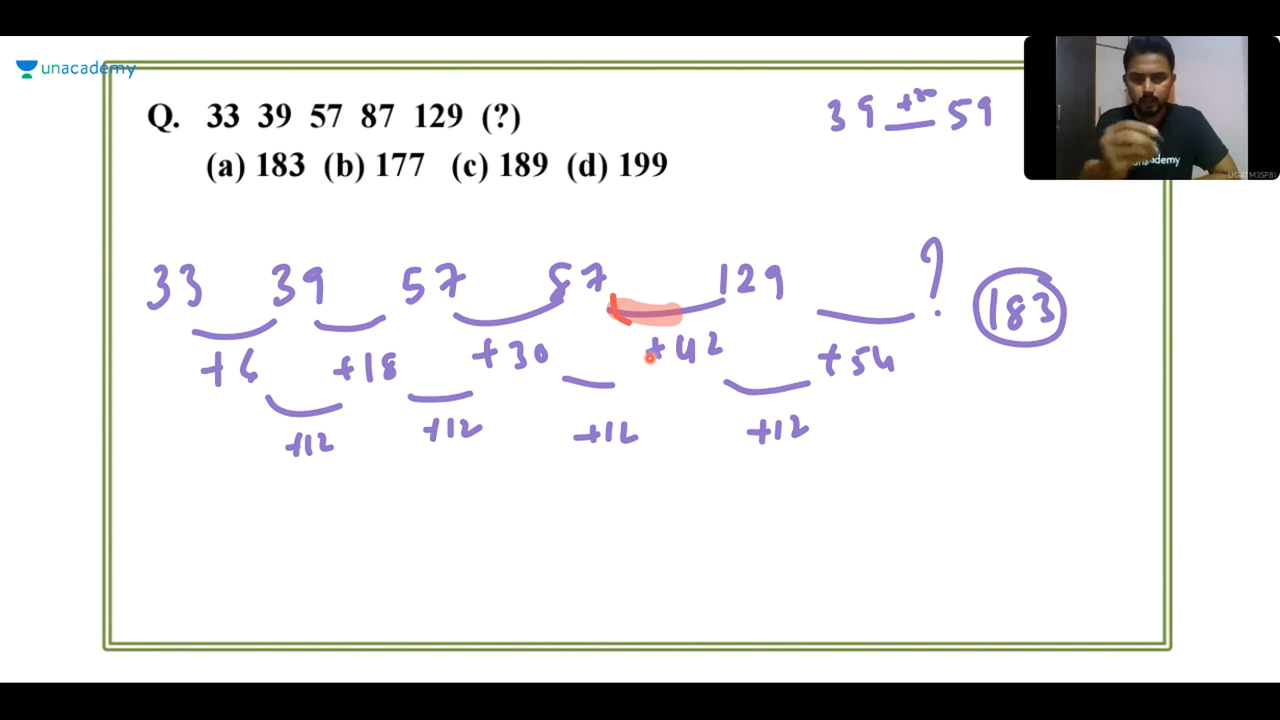 unacademy
Q. 33 39 57 87 129 (?)
(a) 183 (b) 177 (c) 189 (d) 199
39 +20 59
33 39 57 87 129 ? 183
+6 +18 +30 +42 +54
+12 +12 +12 +12